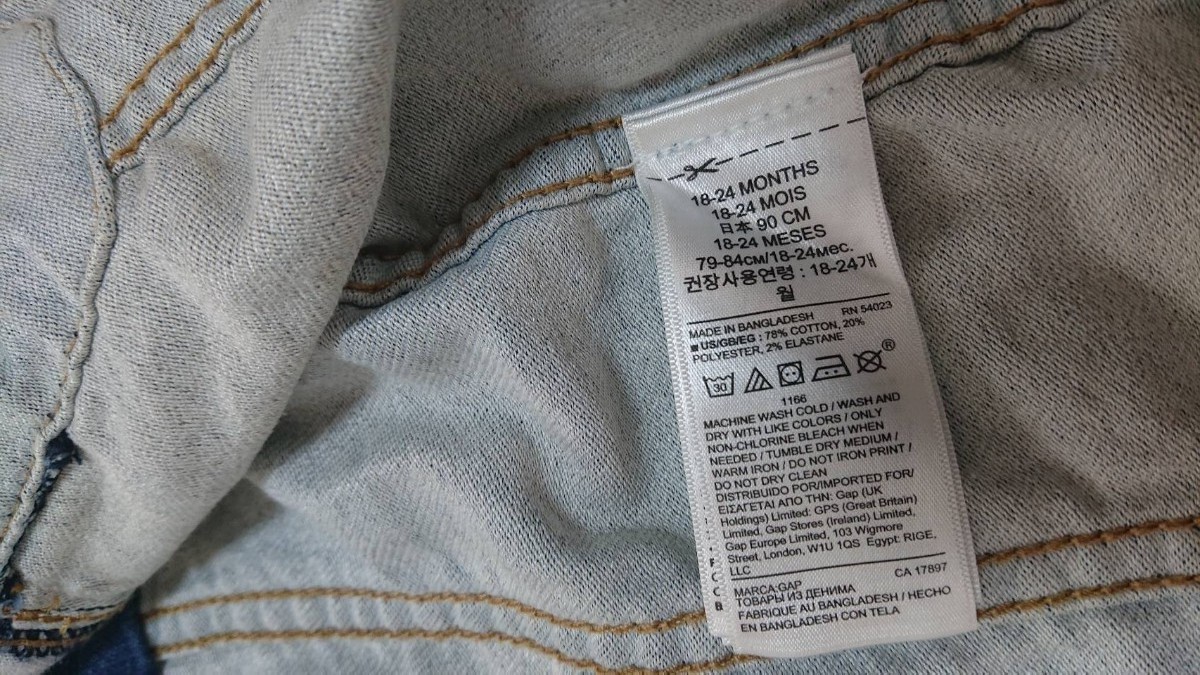 18-24 MONTHS
18-24 MOIS
日本 90 CM
18-24 MESES
79-84СМ/18-24мес.
권장사용연령 : 18-24개
월
MADE IN BANGLADESH RN 54023
US/GB/EG : 78% COTTON, 20%
POLYESTER, 2% ELASTANE
30 ®
1166
MACHINE WASH COLD / WASH AND
DRY WITH LIKE COLORS / ONLY
NON-CHLORINE BLEACH WHEN
NEEDED / TUMBLE DRY MEDIUM /
WARM IRON / DO NOT IRON PRINT /
DO NOT DRY CLEAN
DISTRIBUIDO POR/IMPORTED FOR/
ΕΙΣΑΓΕΤΑΙ ΑΠΟ ΤΗΝ: Gap (UK
Holdings) Limited: GPS (Great Britain)
Limited, Gap Stores (Ireland) Limited,
Gap Europe Limited, 103 Wigmore
Street, London, W1U 1QS Egypt: RIGE,
LLC
MARCA:GAP CA 17897
ТОВАРЫ ИЗ ДЕНИМА
FABRIQUE AU BANGLADESH / HECHO
EN BANGLADESH CON TELA